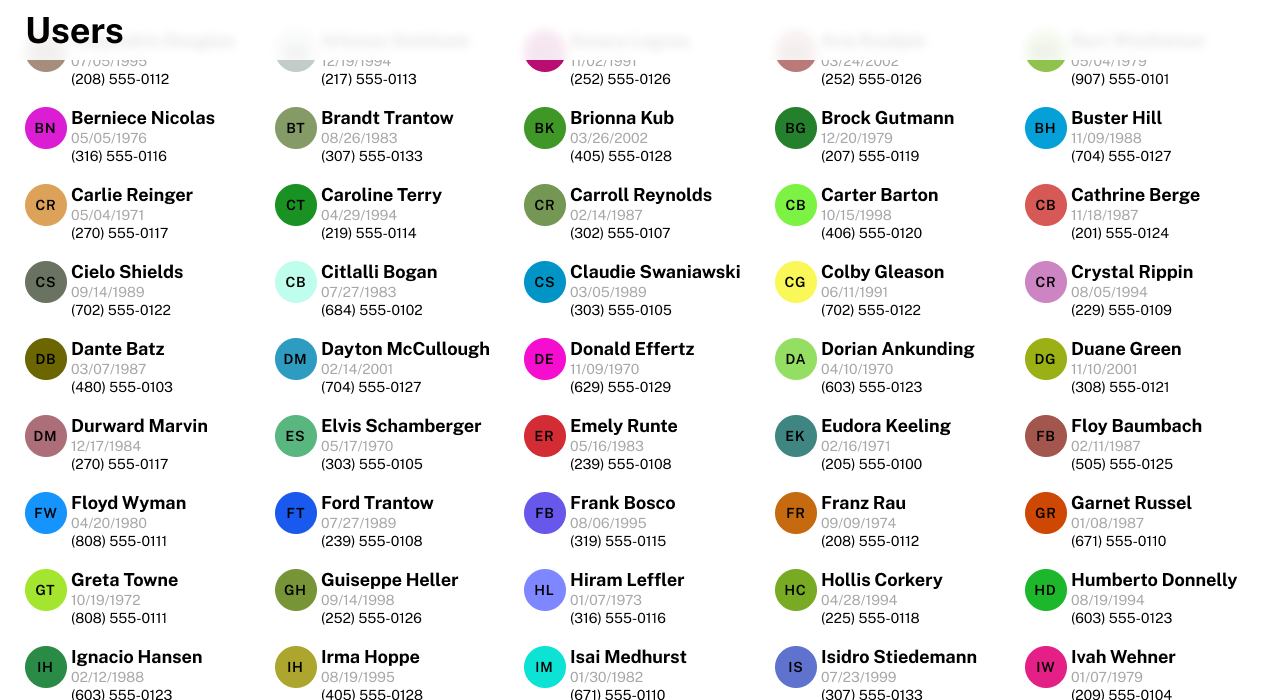 Users
07/05/1995
(208) 555-0112
12/19/1994
(217) 555-0113
11/02/1991
(252) 555-0126
03/24/2002
(252) 555-0126
05/04/1979
(907) 555-0101
BN
Berniece Nicolas
05/05/1976
(316) 555-0116
BT
Brandt Trantow
08/26/1983
(307) 555-0133
BK
Brionna Kub
03/26/2002
(405) 555-0128
BG
Brock Gutmann
12/20/1979
(207) 555-0119
BH
Buster Hill
11/09/1988
(704) 555-0127
CR
Carlie Reinger
05/04/1971
(270) 555-0117
CT
Caroline Terry
04/29/1994
(219) 555-0114
CR
Carroll Reynolds
02/14/1987
(302) 555-0107
CB
Carter Barton
10/15/1998
(406) 555-0120
CB
Cathrine Berge
11/18/1987
(201) 555-0124
CS
Cielo Shields
09/14/1989
(702) 555-0122
CB
Citlalli Bogan
07/27/1983
(684) 555-0102
CS
Claudie Swaniawski
03/05/1989
(303) 555-0105
CG
Colby Gleason
06/11/1991
(702) 555-0122
CR
Crystal Rippin
08/05/1994
(229) 555-0109
DB
Dante Batz
03/07/1987
(480) 555-0103
DM
Dayton McCullough
02/14/2001
(704) 555-0127
DE
Donald Effertz
11/09/1970
(629) 555-0129
DA
Dorian Ankunding
04/10/1970
(603) 555-0123
DG
Duane Green
11/10/2001
(308) 555-0121
DM
Durward Marvin
12/17/1984
(270) 555-0117
ES
Elvis Schamberger
05/17/1970
(303) 555-0105
ER
Emely Runte
05/16/1983
(239) 555-0108
EK
Eudora Keeling
02/16/1971
(205) 555-0100
FB
Floy Baumbach
02/11/1987
(505) 555-0125
FW
Floyd Wyman
04/20/1980
(808) 555-0111
FT
Ford Trantow
07/27/1989
(239) 555-0108
FB
Frank Bosco
08/06/1995
(319) 555-0115
FR
Franz Rau
09/09/1974
(208) 555-0112
GR
Garnet Russel
01/08/1987
(671) 555-0110
GT
Greta Towne
10/19/1972
(808) 555-0111
GH
Guiseppe Heller
09/14/1998
(252) 555-0126
HL
Hiram Leffler
01/07/1973
(316) 555-0116
HC
Hollis Corkery
04/28/1994
(225) 555-0118
HD
Humberto Donnelly
08/19/1994
(603) 555-0123
IH
Ignacio Hansen
02/12/1988
(603) 555-0123
IH
Irma Hoppe
08/19/1995
(405) 555-0128
IM
Isai Medhurst
01/30/1982
(671) 555-0110
IS
Isidro Stiedemann
07/23/1999
(307) 555-0133
IW
Ivah Wehner
01/07/1979
(209) 555-0104